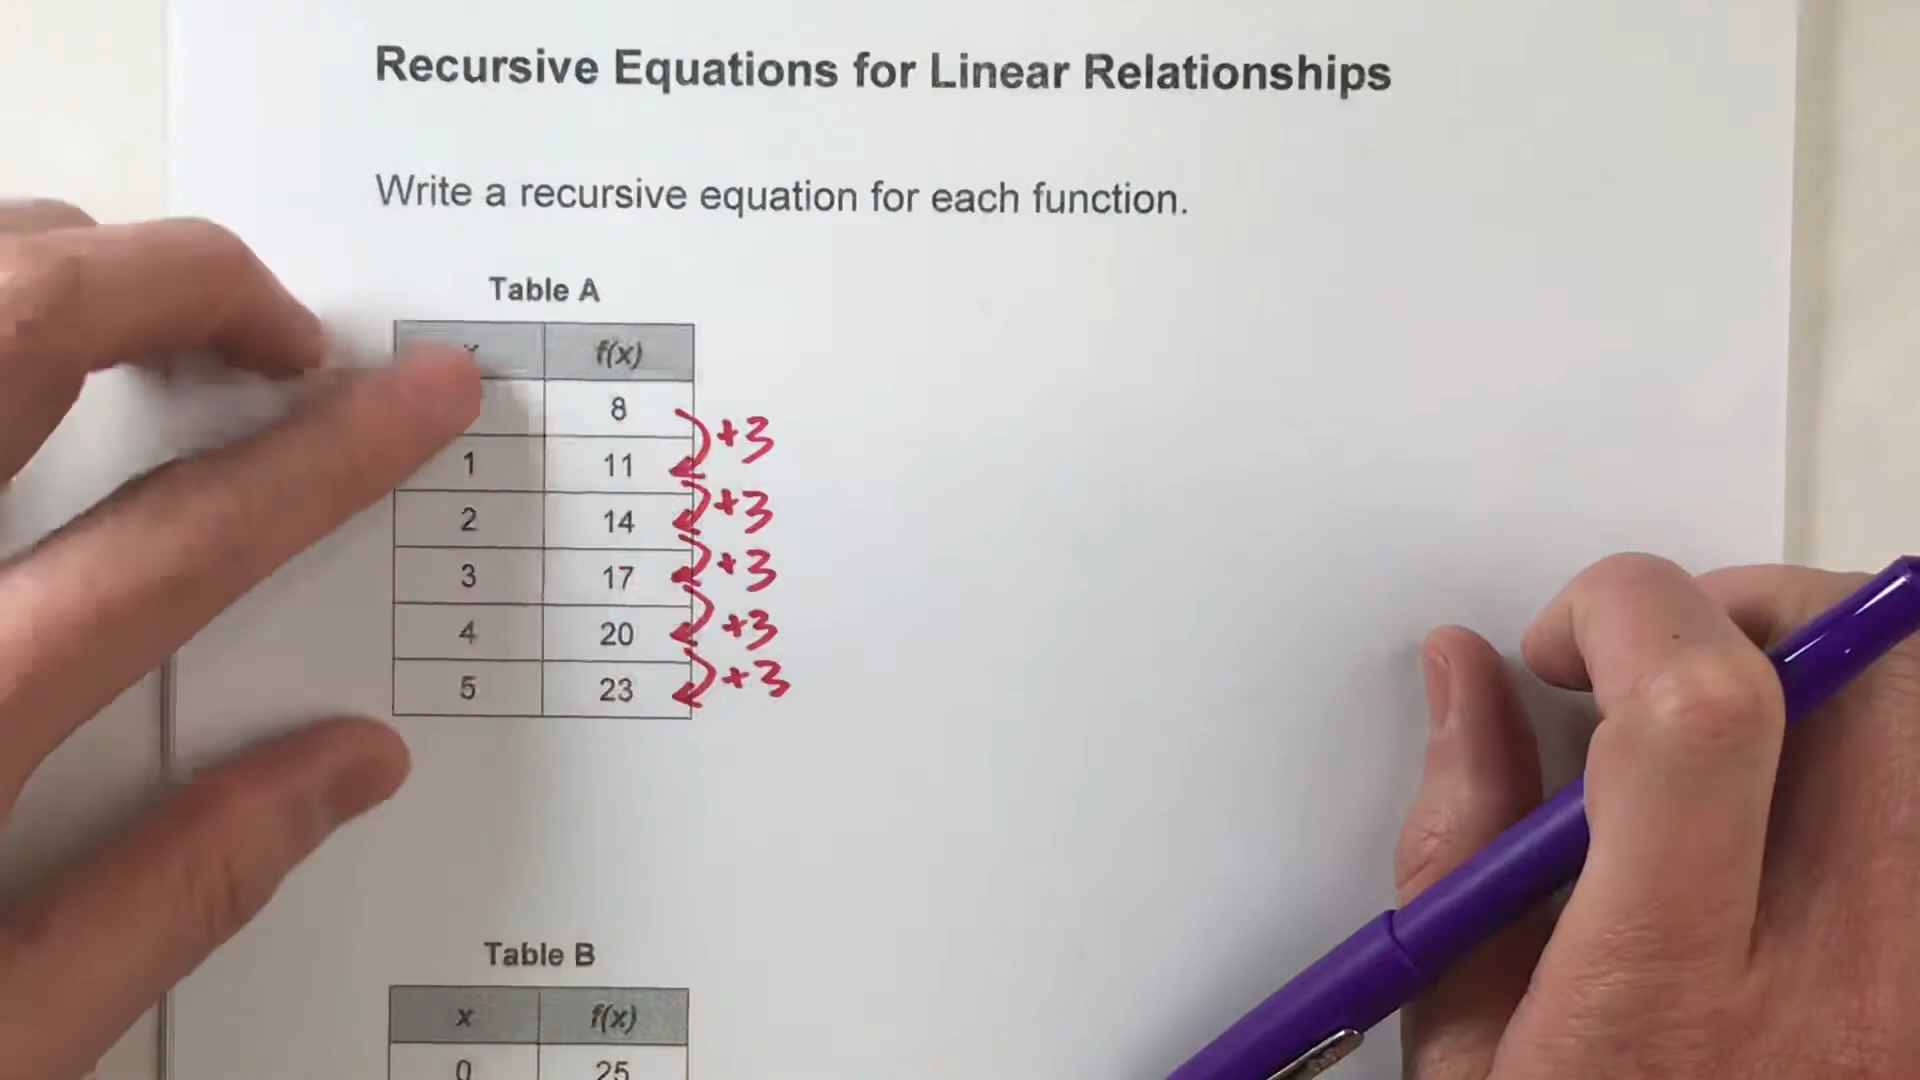 Recursive Equations for Linear Relationships
Write a recursive equation for each function.
Table A
f(x)
8
+3
1 11
+3
2 14
+3
3 17
+3
4 20
+3
5 23
Table B
x f(x)
0 25